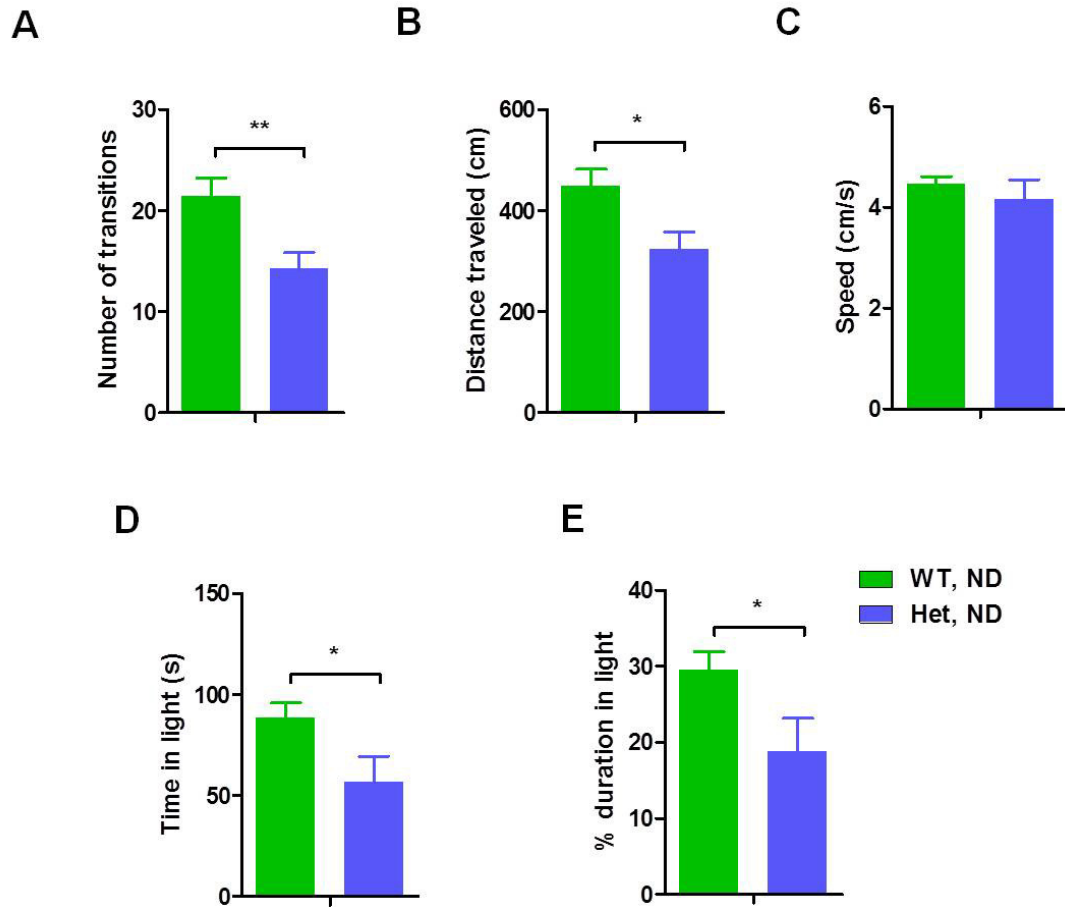 A
B
C
Number of transitions
30
20
10
0
**
Distance traveled (cm)
600
400
200
0
*
Speed (cm/s)
6
4
2
0
D
E
Time in light (s)
150
100
50
0
*
% duration in light
40
30
20
10
0
*
WT, ND
Het, ND